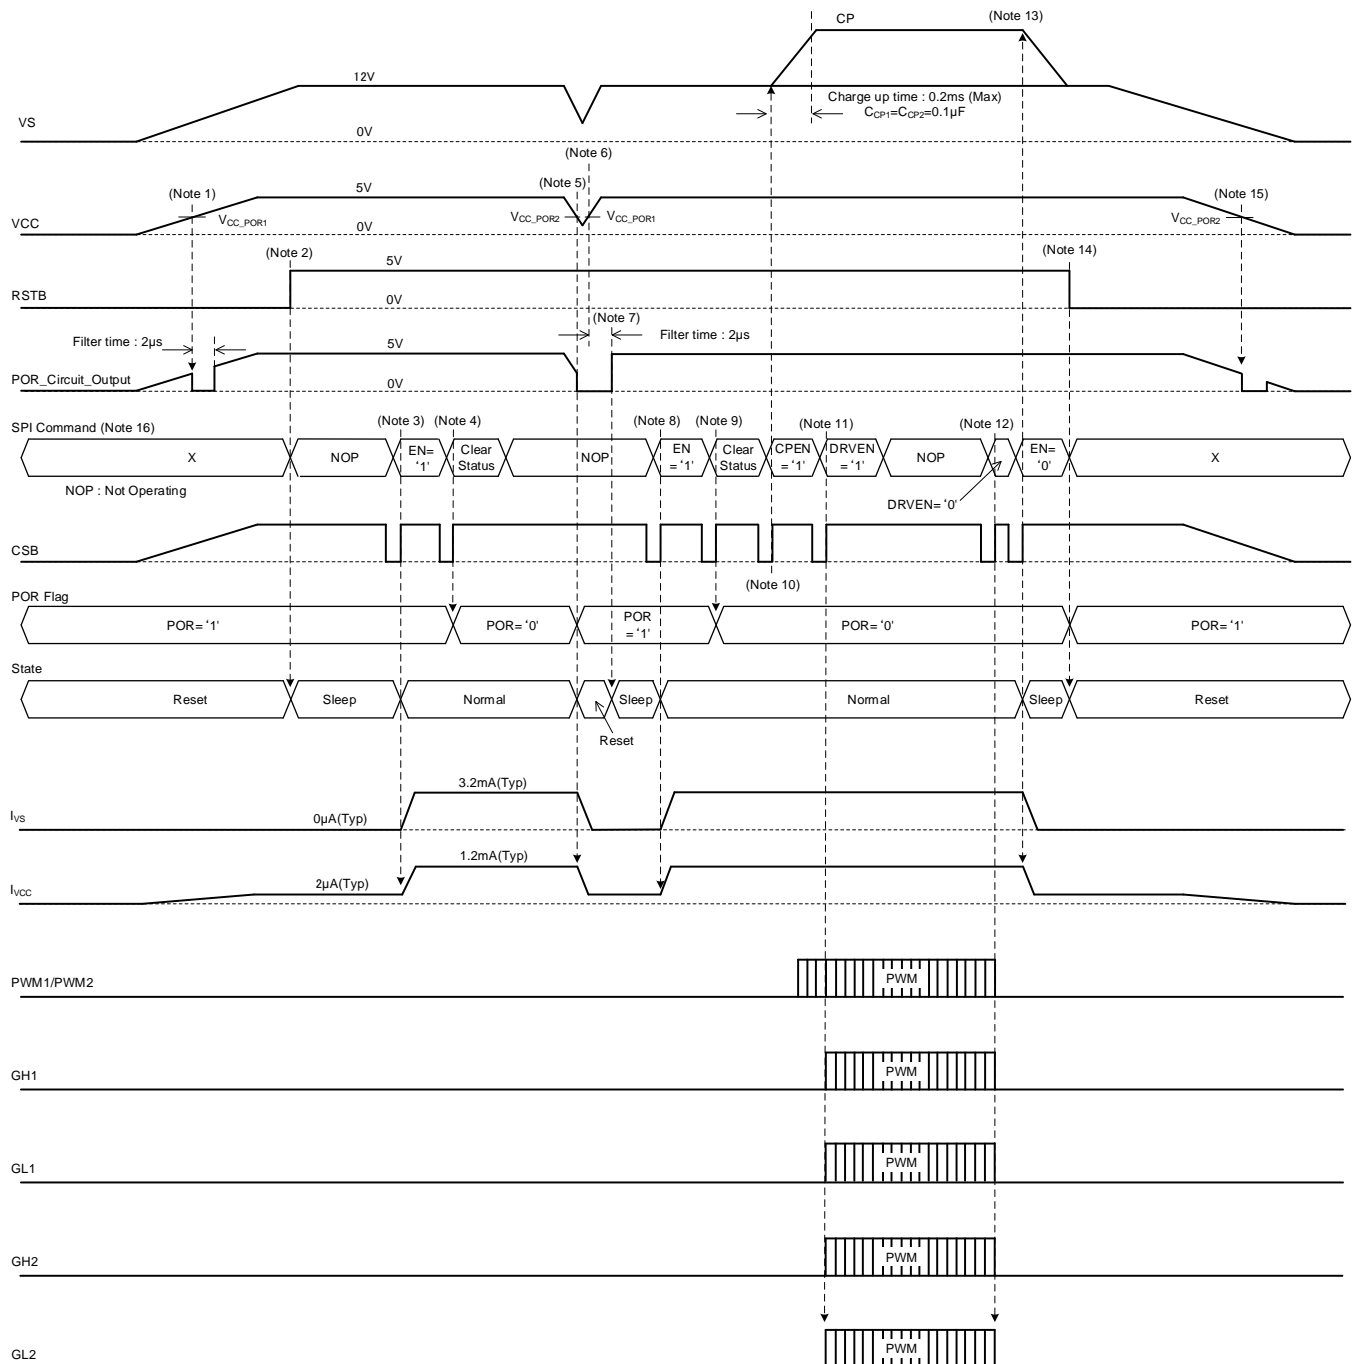 CP
(Note 13)
12V
Charge up time : 0.2ms (Max)
CCP1=CCP2=0.1µF
VS
0V
(Note 6)
(Note 1)
5V
(Note 5)
(Note 15)
VCC
VCC_POR1
VCC_POR2
VCC_POR1
VCC_POR2
0V
(Note 2)
5V
(Note 14)
RSTB
0V
(Note 7)
Filter time : 2µs
5V
Filter time : 2µs
POR_Circuit_Output
0V
SPI Command (Note 16)
(Note 3)
(Note 4)
(Note 8)
(Note 9)
(Note 11)
(Note 12)
X
NOP
EN=
‘1’
Clear
Status
NOP
EN
=‘1’
Clear
Status
CPEN
=‘1’
DRVEN
=‘1’
NOP
EN=
‘0’
X
NOP : Not Operating
DRVEN= ‘0’
CSB
(Note 10)
POR Flag
POR= ‘1’
POR= ‘0’
POR
= ‘1’
POR= ‘0’
POR= ‘1’
State
Reset
Sleep
Normal
Sleep
Normal
Sleep
Reset
Reset
3.2mA(Typ)
IVS
0µA(Typ)
1.2mA(Typ)
IVCC
2µA(Typ)
PWM1/PWM2
PWM
GH1
PWM
GL1
PWM
GH2
PWM
GL2
PWM